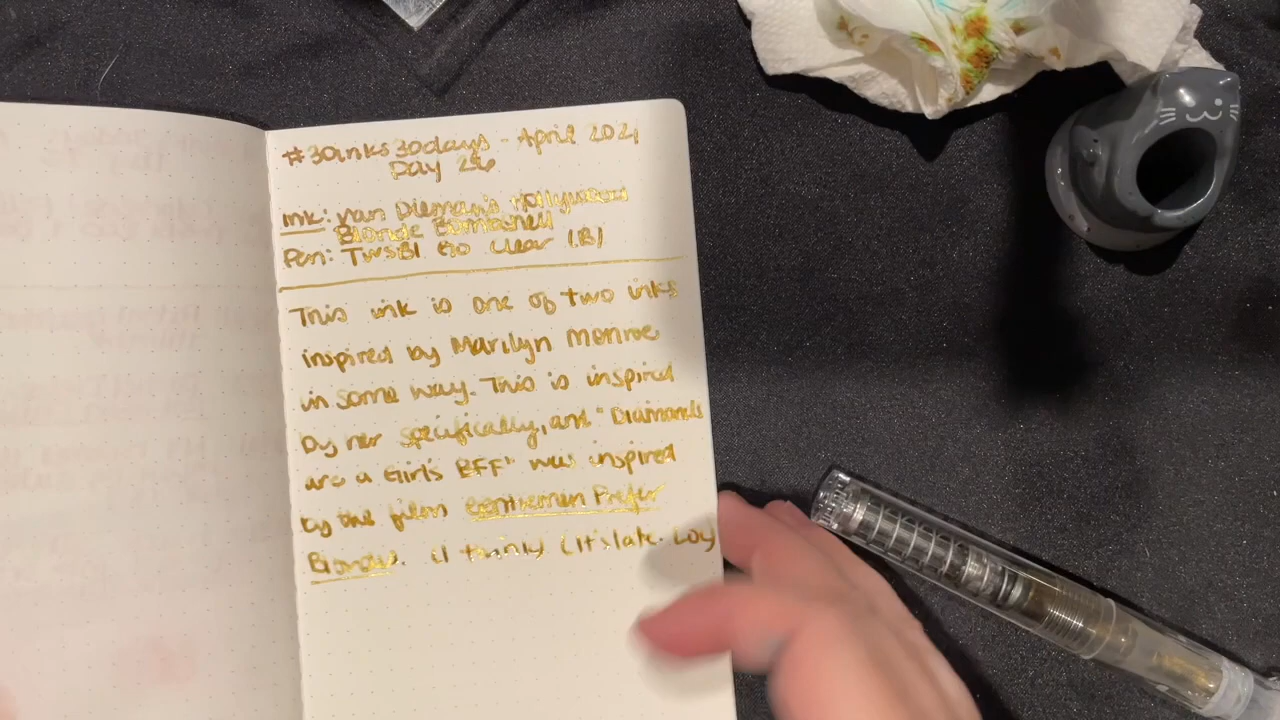 #30inks30days - April 2021
Day 26
Ink: Van Dieman's Hollywood
Blonde Bombshell
Pen: TWSBI GO Clear (B)
This ink is one of two inks
inspired by Marilyn Monroe
in some way. This is inspired
by her specifically, and "Diamonds
are a Girl's BFF" was inspired
by the film Gentlemen Prefer
Blondes. (I think) (It's late. Lol)